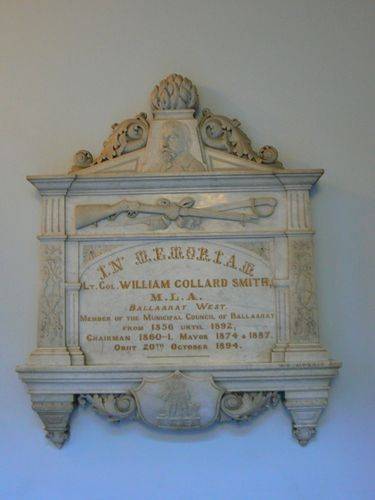 IN MEMORIAM
LT. COL. WILLIAM COLLARD SMITH,
M.L.A.
BALLAARAT WEST.
MEMBER OF THE MUNICIPAL COUNCIL OF BALLAARAT
FROM 1856 UNTIL 1892,
CHAIRMAN 1860-1. MAYOR 1874 & 1887.
OBIIT 20TH OCTOBER 1894.